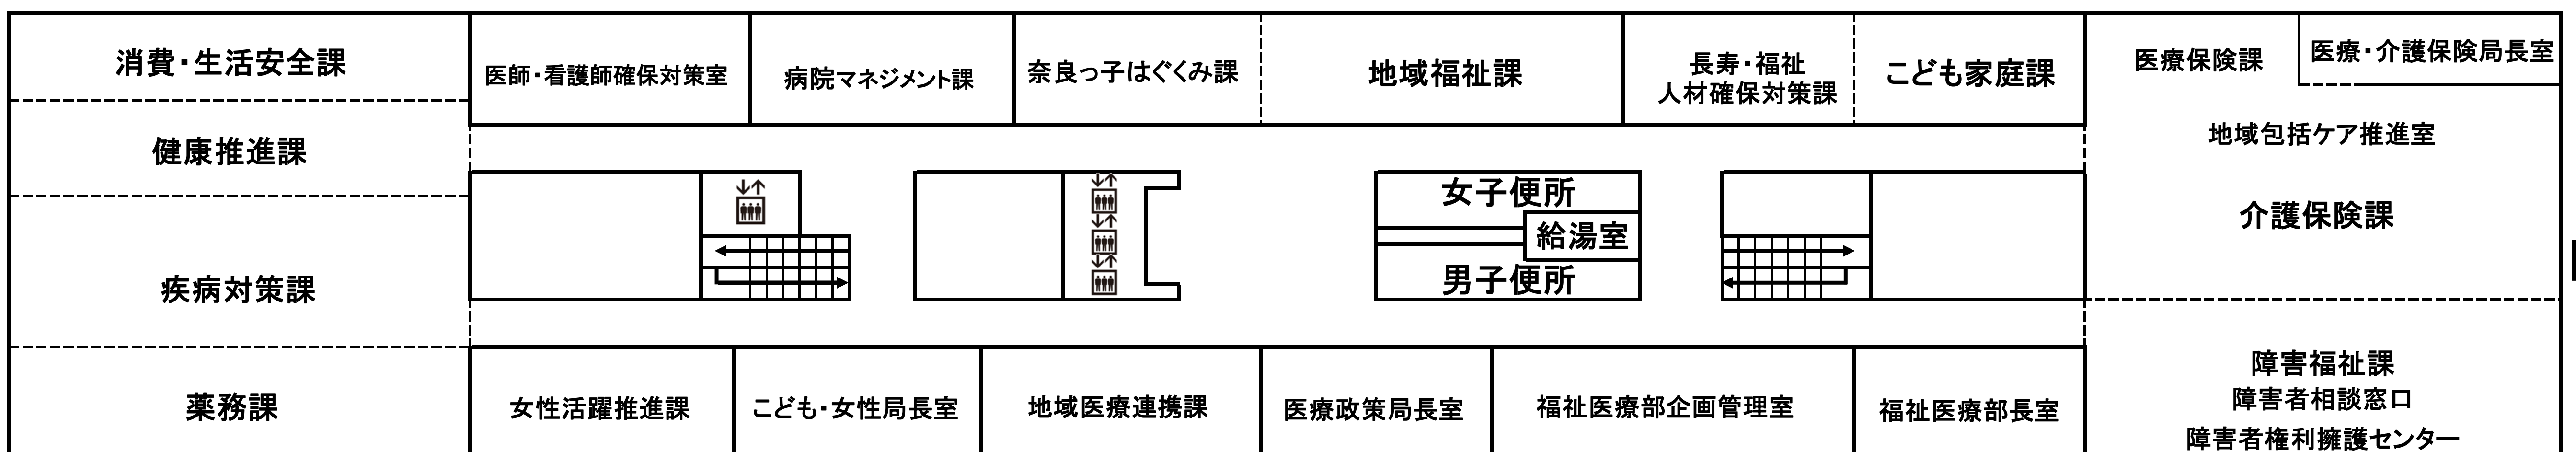 消費・生活安全課
健康推進課
疾病対策課
薬務課
医師・看護師確保対策室
病院マネジメント課
奈良っ子はぐくみ課
地域福祉課
長寿・福祉
人材確保対策課
こども家庭課
医療保険課
医療・介護保険局長室
地域包括ケア推進室
介護保険課
女子便所
給湯室
男子便所
女性活躍推進課
こども・女性局長室
地域医療連携課
医療政策局長室
福祉医療部企画管理室
福祉医療部長室
障害福祉課
障害者相談窓口
障害者権利擁護センター